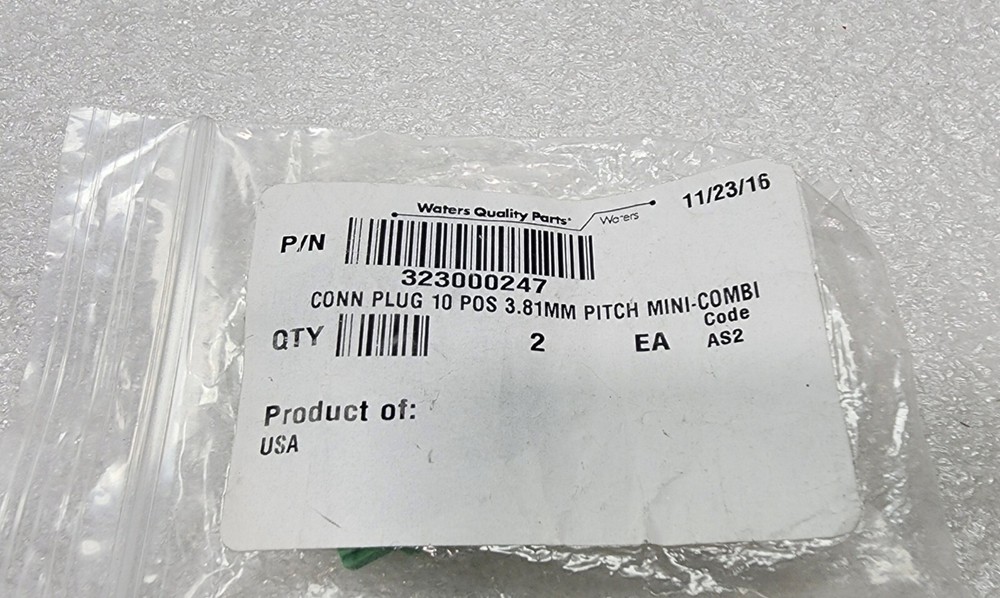 Waters Quality Parts
Waters
11/23/16
P/N
323000247
CONN PLUG 10 POS 3.81MM PITCH MINI-COMBI
QTY
2
EA
Code
AS2
Product of:
USA